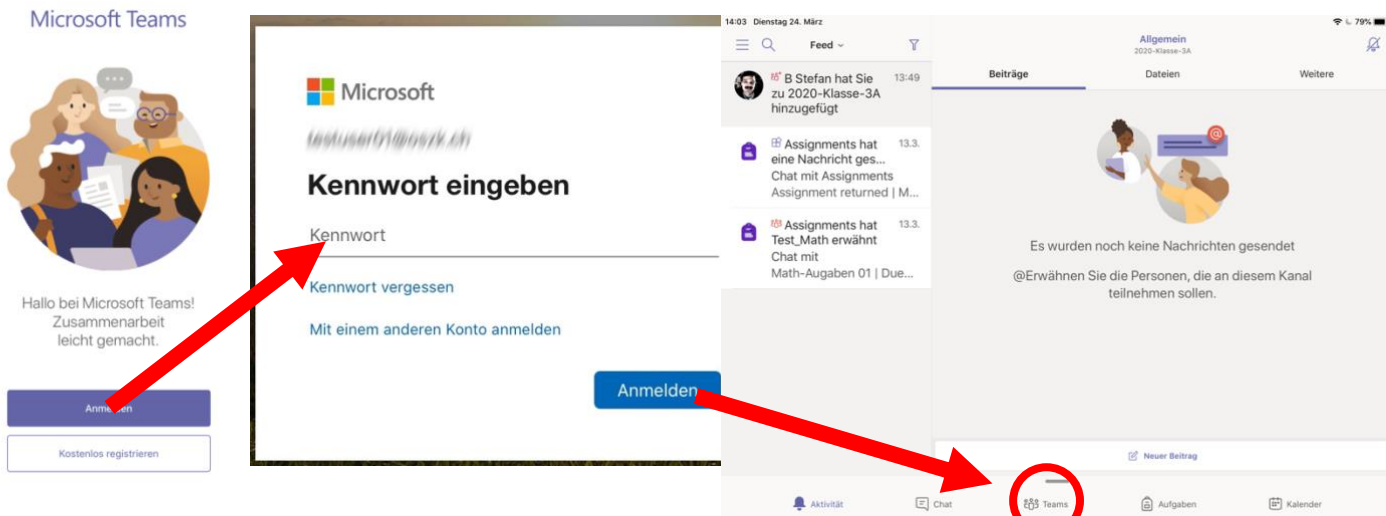 Microsoft Teams
Hallo bei Microsoft Teams!
Zusammenarbeit
leicht gemacht.
Anmelden
Kostenlos registrieren
Microsoft
Kennwort eingeben
Kennwort
Kennwort vergessen
Mit einem anderen Konto anmelden
Anmelden
14:03 Dienstag 24. März
79%
Feed
B Stefan hat Sie 13:49
zu 2020-Klasse-3A
hinzugefügt
Assignments hat 13.3.
eine Nachricht ges...
Chat mit Assignments
Assignment returned | M...
Assignments hat 13.3.
Test_Math erwähnt
Chat mit
Math-Augaben 01 | Due...
Allgemein
2020-Klasse-3A
Beiträge Dateien Weitere
@
Es wurden noch keine Nachrichten gesendet
@Erwähnen Sie die Personen, die an diesem Kanal
teilnehmen sollen.
Neuer Beitrag
Aktivität Chat Teams Aufgaben Kalender